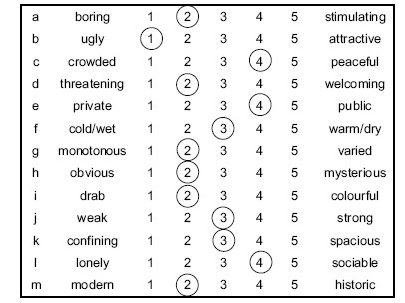 a boring 1 2 3 4 5 stimulating
b ugly 1 2 3 4 5 attractive
c crowded 1 2 3 4 5 peaceful
d threatening 1 2 3 4 5 welcoming
e private 1 2 3 4 5 public
f cold/wet 1 2 3 4 5 warm/dry
g monotonous 1 2 3 4 5 varied
h obvious 1 2 3 4 5 mysterious
i drab 1 2 3 4 5 colourful
j weak 1 2 3 4 5 strong
k confining 1 2 3 4 5 spacious
l lonely 1 2 3 4 5 sociable
m modern 1 2 3 4 5 historic